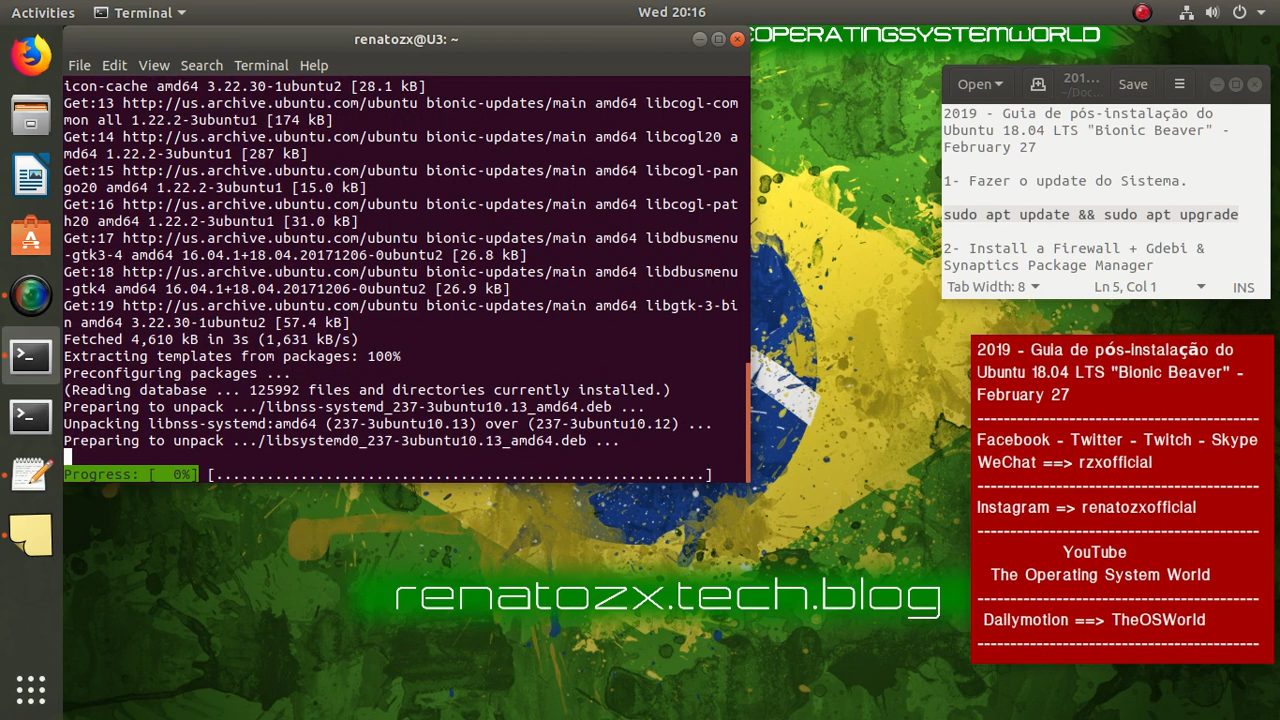 Activities
Terminal
Wed 20:16
OPERATINGSYSTEMWORLD
renatozx@U3: ~
File Edit View Search Terminal Help
icon-cache amd64 3.22.30-1ubuntu2 [28.1 kB]
Get:13 http://us.archive.ubuntu.com/ubuntu bionic-updates/main amd64 libcogl-com
mon all 1.22.2-3ubuntu1 [174 kB]
Get:14 http://us.archive.ubuntu.com/ubuntu bionic-updates/main amd64 libcogl20 a
md64 1.22.2-3ubuntu1 [287 kB]
Get:15 http://us.archive.ubuntu.com/ubuntu bionic-updates/main amd64 libcogl-pan
go20 amd64 1.22.2-3ubuntu1 [15.0 kB]
Get:16 http://us.archive.ubuntu.com/ubuntu bionic-updates/main amd64 libcogl-pat
h20 amd64 1.22.2-3ubuntu1 [31.0 kB]
Get:17 http://us.archive.ubuntu.com/ubuntu bionic-updates/main amd64 libdbusmenu
-gtk3-4 amd64 16.04.1+18.04.20171206-0ubuntu2 [26.8 kB]
Get:18 http://us.archive.ubuntu.com/ubuntu bionic-updates/main amd64 libdbusmenu
-gtk4 amd64 16.04.1+18.04.20171206-0ubuntu2 [26.9 kB]
Get:19 http://us.archive.ubuntu.com/ubuntu bionic-updates/main amd64 libgtk-3-bi
n amd64 3.22.30-1ubuntu2 [57.4 kB]
Fetched 4,610 kB in 3s (1,631 kB/s)
Extracting templates from packages: 100%
Preconfiguring packages ...
(Reading database ... 125992 files and directories currently installed.)
Preparing to unpack .../libnss-systemd_237-3ubuntu10.13_amd64.deb ...
Unpacking libnss-systemd:amd64 (237-3ubuntu10.13) over (237-3ubuntu10.12) ...
Preparing to unpack .../libsystemd0_237-3ubuntu10.13_amd64.deb ...
Progress: [  0%] [..........................................................]
Open
201...
~/Doc...
Save
2019 - Guia de pós-instalação do
Ubuntu 18.04 LTS "Bionic Beaver" -
February 27
1- Fazer o update do Sistema.
sudo apt update && sudo apt upgrade
2- Install a Firewall + Gdebi &
Synaptics Package Manager
Tab Width: 8
Ln 5, Col 1
INS
2019 - Guia de pós-Instalação do
Ubuntu 18.04 LTS "Bionic Beaver" -
February 27
------------------------------------------
Facebook - Twitter - Twitch - Skype
WeChat ==> rzxofficial
------------------------------------------
Instagram => renatozxofficial
------------------------------------------
YouTube
The Operating System World
------------------------------------------
Dailymotion ==> TheOSWorld
------------------------------------------
renatozx.tech.blog